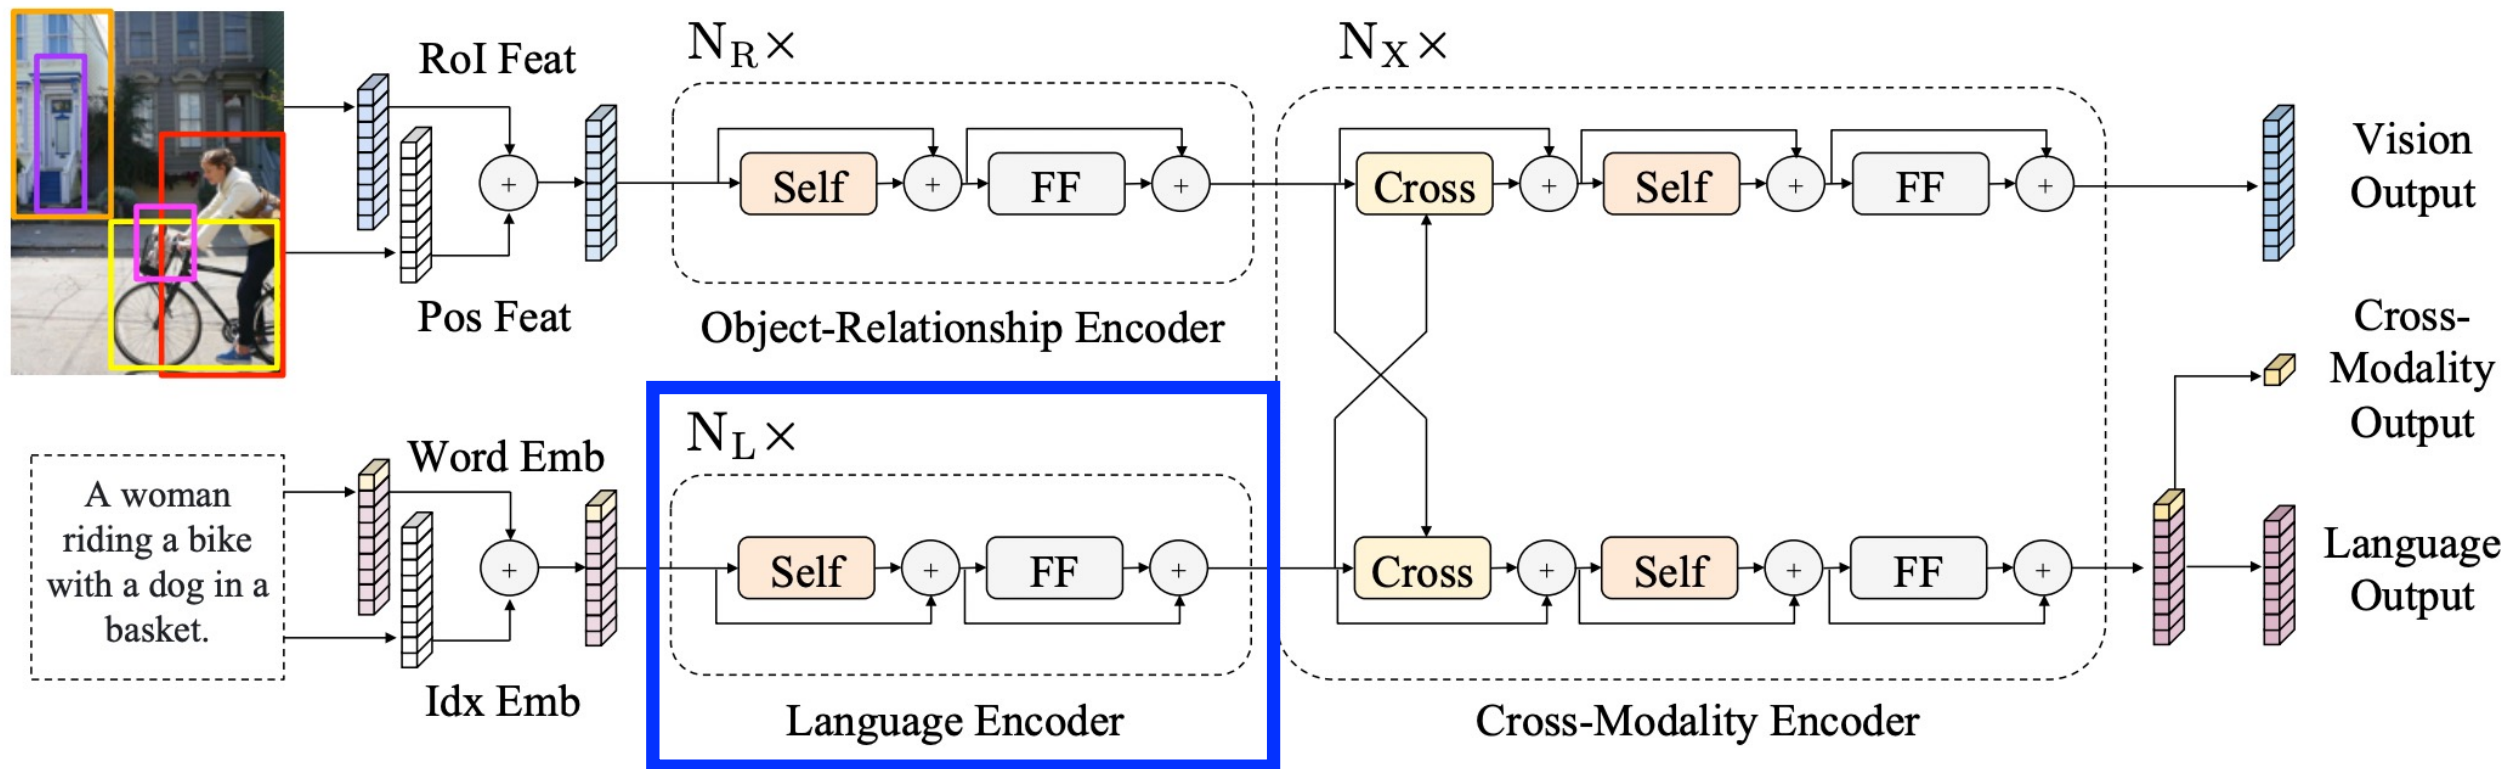 RoI Feat
Pos Feat
+
N_R ×
Self
+
FF
+
Object-Relationship Encoder
N_X ×
Cross
+
Self
+
FF
+
Vision
Output
Cross-
Modality
Output
A woman
riding a bike
with a dog in a
basket.
Word Emb
Idx Emb
+
N_L ×
Self
+
FF
+
Language Encoder
Cross
+
Self
+
FF
+
Cross-Modality Encoder
Language
Output